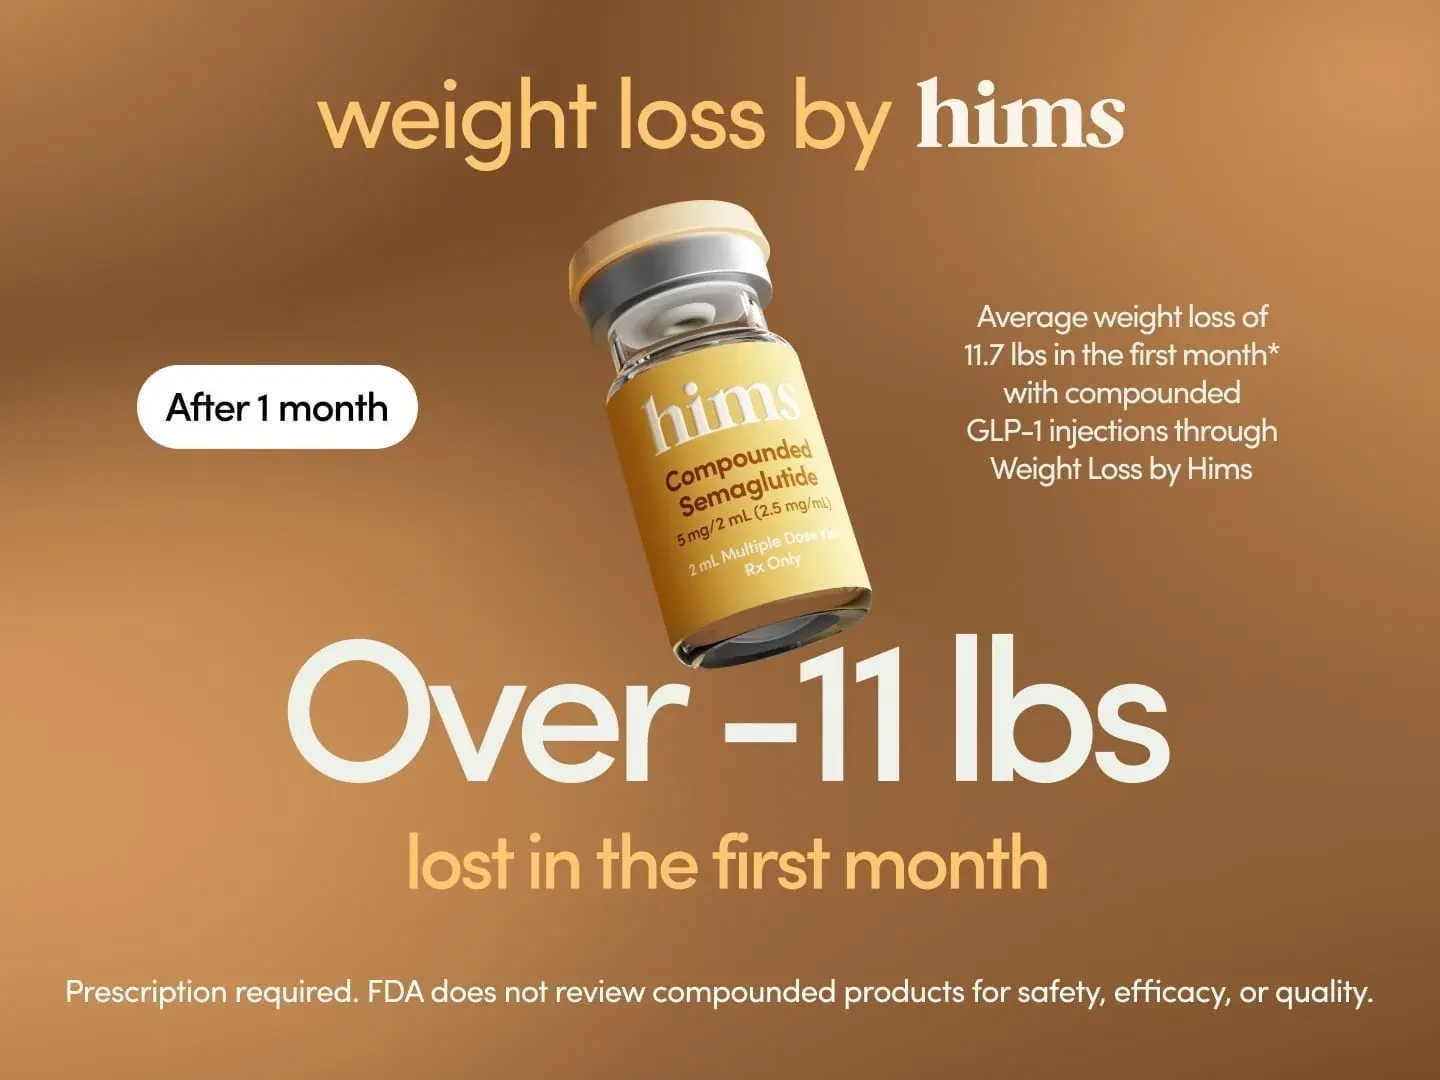 weight loss by hims
After 1 month
hims
Compounded
Semaglutide
5 mg/2 mL (2.5 mg/mL)
2 mL Multiple Dose
Rx Only
Average weight loss of
11.7 lbs in the first month*
with compounded
GLP-1 injections through
Weight Loss by Hims
Over -11 lbs
lost in the first month
Prescription required. FDA does not review compounded products for safety, efficacy, or quality.